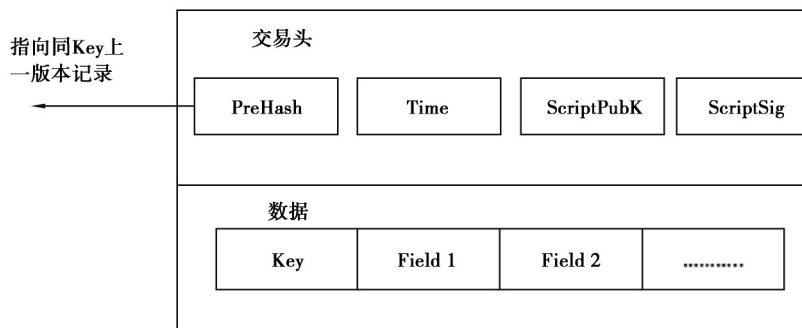 交易头
指向同Key上
一版本记录
PreHash
Time
ScriptPubK
ScriptSig
数据
Key
Field 1
Field 2
...........